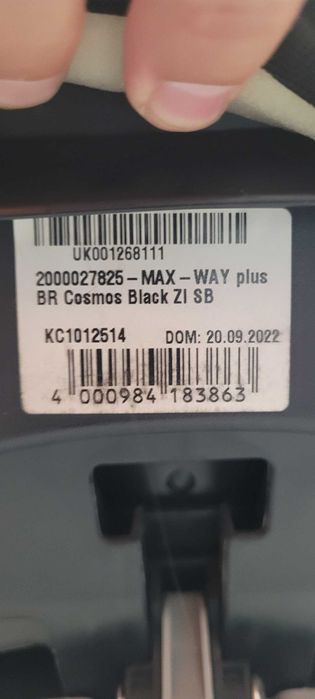 UK001268111
2000027825-MAX-WAY plus
BR Cosmos Black ZI SB
KC1012514 DOM: 20.09.2022
4 000984 183863